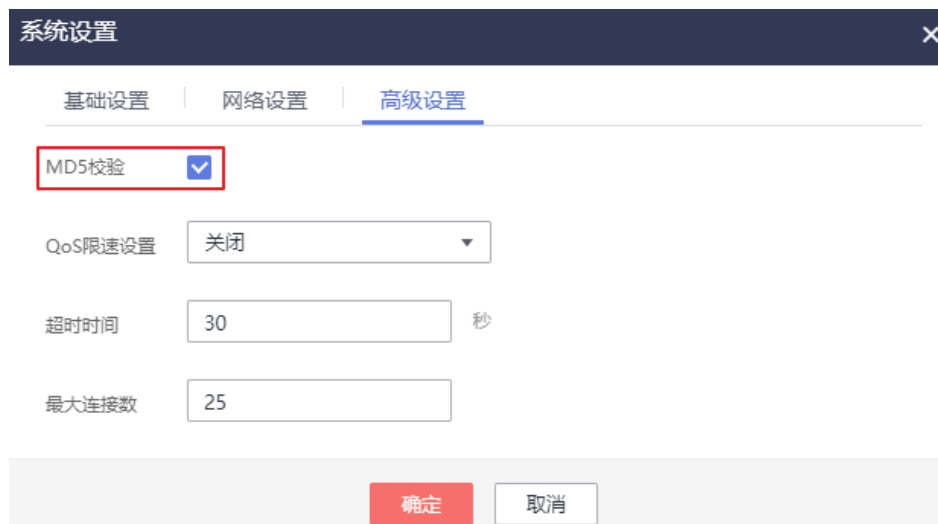 系统设置
基础设置 网络设置 高级设置
MD5校验
QoS限速设置 关闭
超时时间 30 秒
最大连接数 25
确定 取消